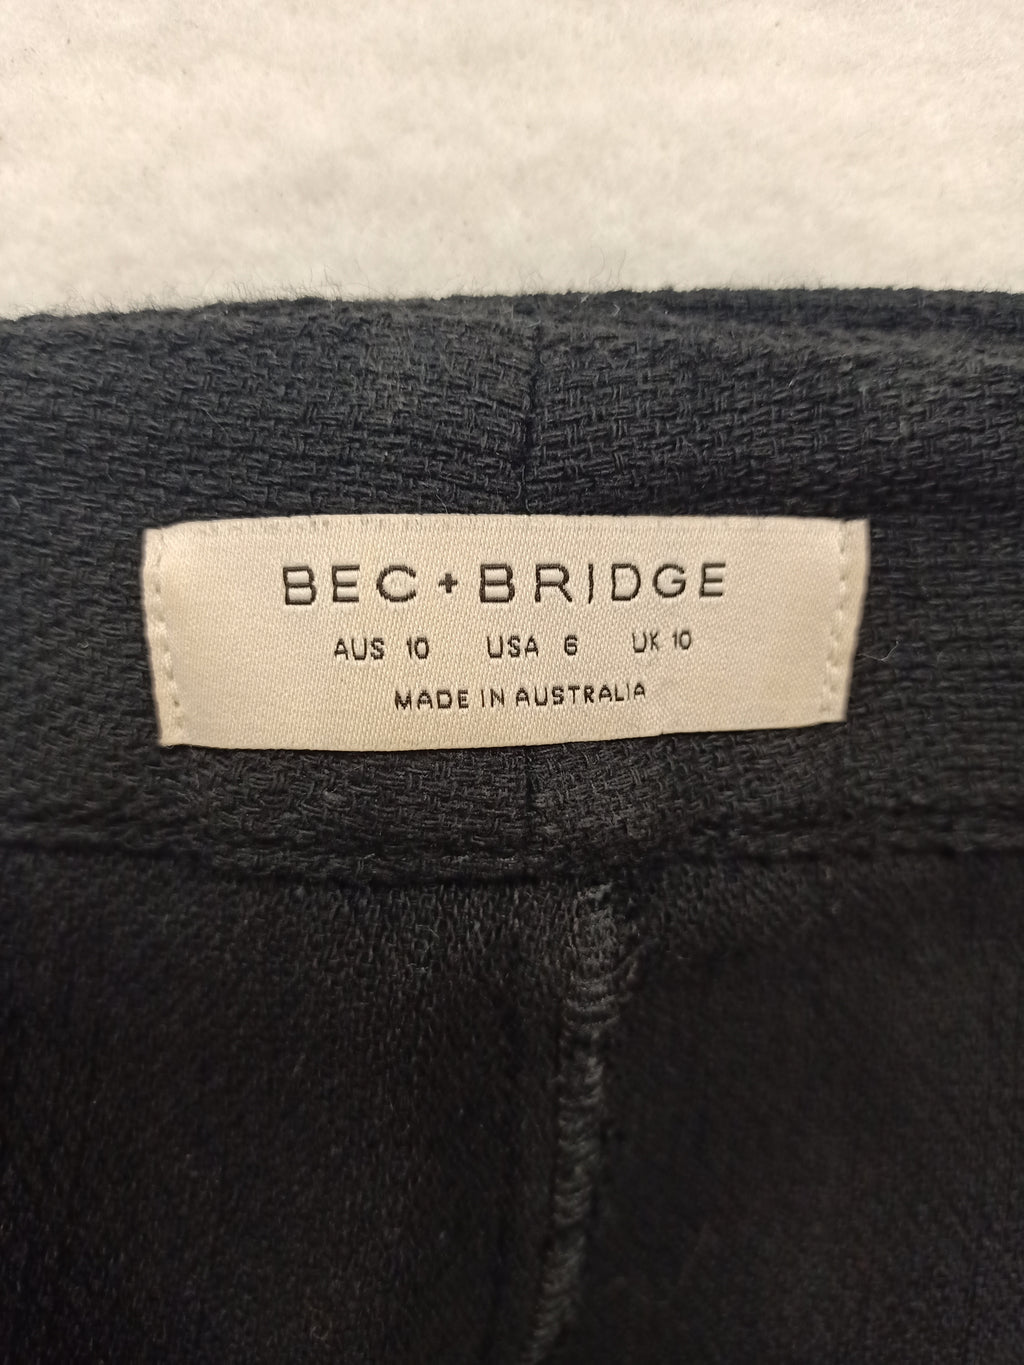 BEC + BRIDGE
AUS 10 USA 6 UK 10
MADE IN AUSTRALIA